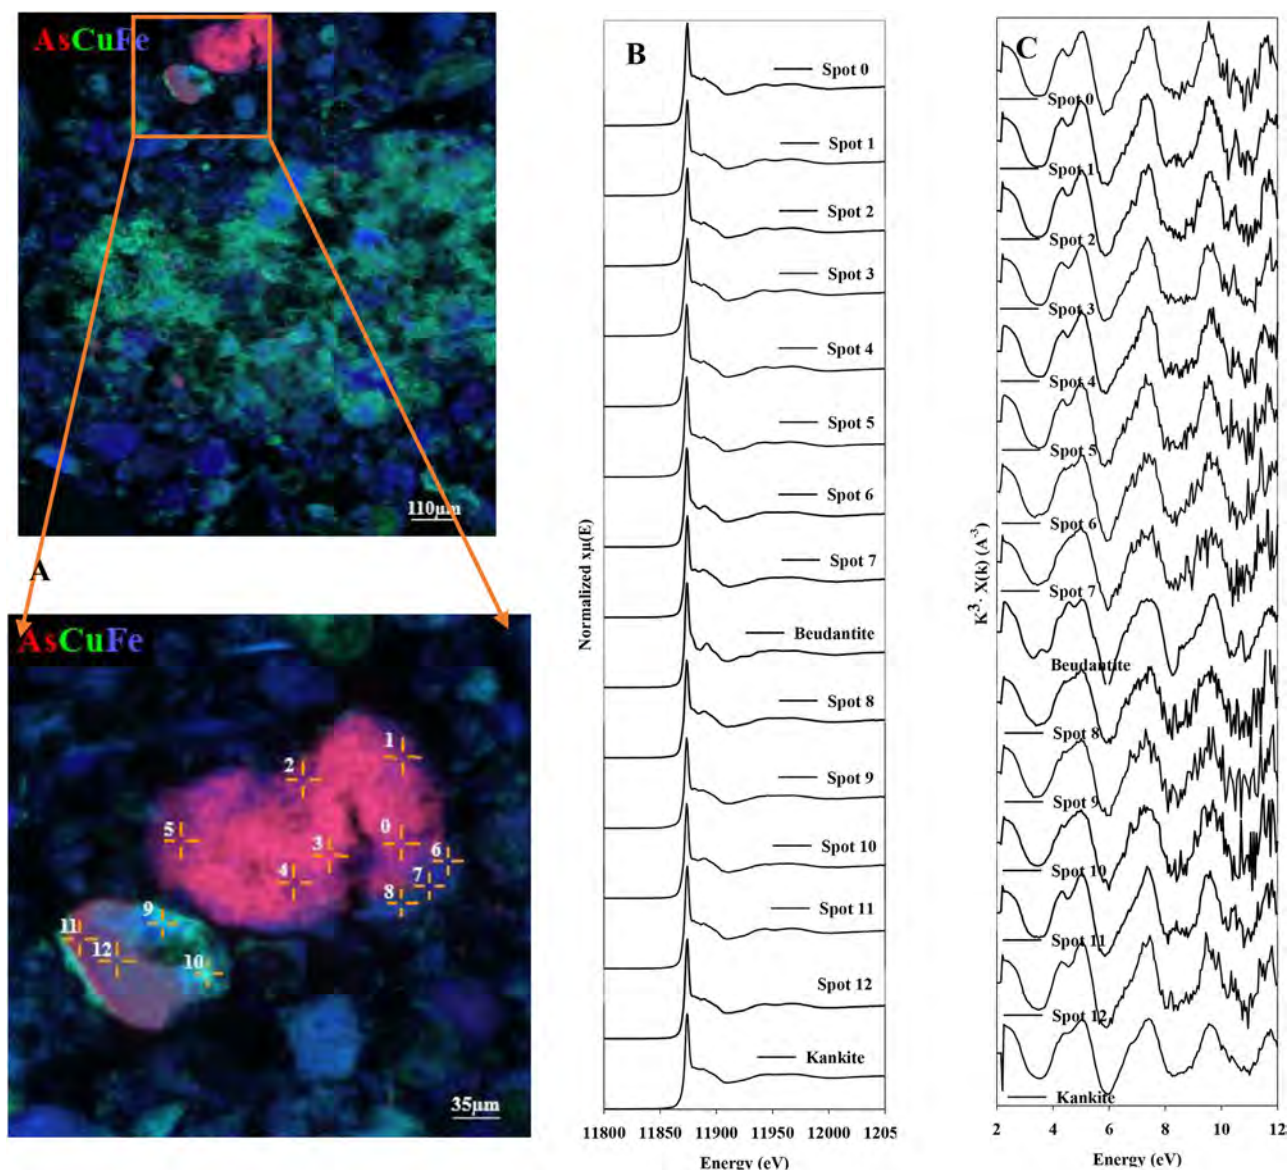 AsCuFe
110μm
A
AsCuFe
1
2
5
0
3
6
4
7
8
9
11
12
10
35μm
B
Spot 0
Spot 1
Spot 2
Spot 3
Spot 4
Spot 5
Spot 6
Spot 7
Beudantite
Spot 8
Spot 9
Spot 10
Spot 11
Spot 12
Kankite
Normalized xμ(E)
11800 11850 11900 11950 12000 1205
Energy (eV)
C
Spot 0
Spot 1
Spot 2
Spot 3
Spot 4
Spot 5
Spot 6
Spot 7
Beudantite
Spot 8
Spot 9
Spot 10
Spot 11
Spot 12
Kankite
K³· X(k) (A⁻³)
2 4 6 8 10 12
Energy (eV)